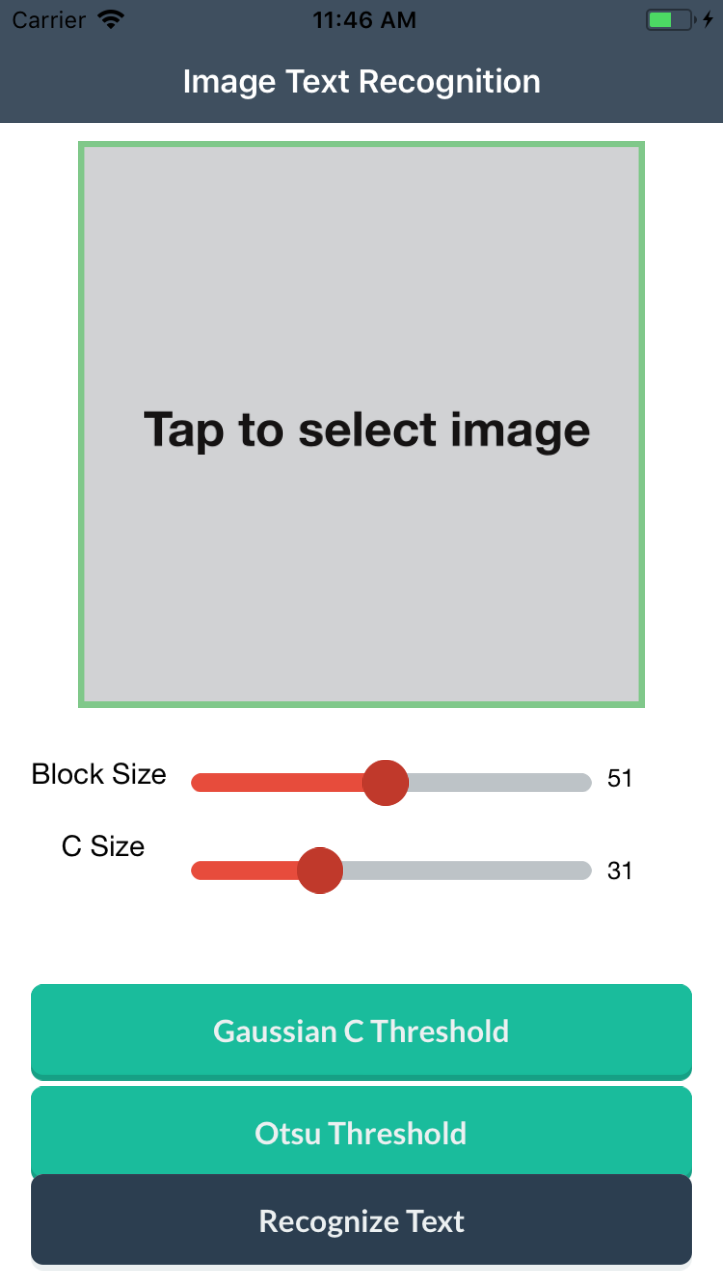 Carrier 11:46 AM
Image Text Recognition
Tap to select image
Block Size 51
C Size 31
Gaussian C Threshold
Otsu Threshold
Recognize Text